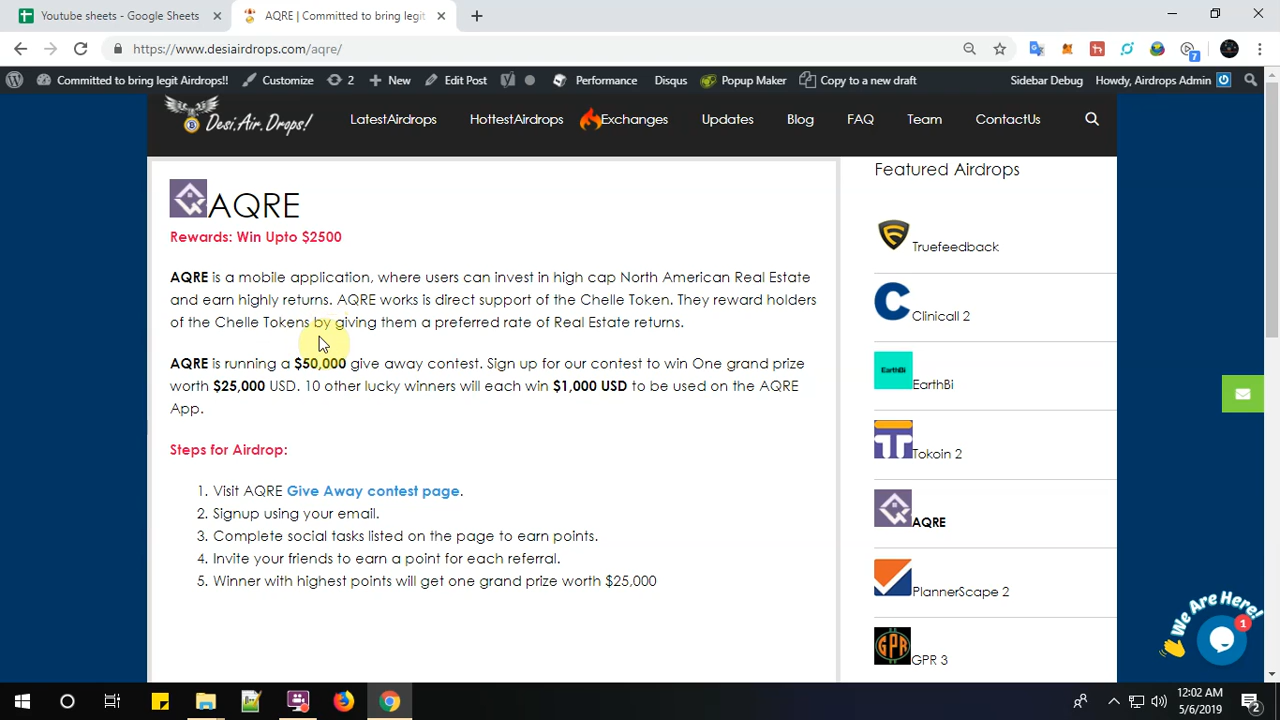 Youtube sheets - Google Sheets
AQRE | Committed to bring legit
https://www.desiairdrops.com/aqre/
7
Committed to bring legit Airdrops!!
Customize
2
New
Edit Post
Performance
Disqus
Popup Maker
Copy to a new draft
Sidebar Debug
Howdy, Airdrops Admin
Desi.Air.Drops!
LatestAirdrops
HottestAirdrops
Exchanges
Updates
Blog
FAQ
Team
ContactUs
AQRE
Rewards: Win Upto $2500
AQRE is a mobile application, where users can invest in high cap North American Real Estate
and earn highly returns. AQRE works is direct support of the Chelle Token. They reward holders
of the Chelle Tokens by giving them a preferred rate of Real Estate returns.
AQRE is running a $50,000 give away contest. Sign up for our contest to win One grand prize
worth $25,000 USD. 10 other lucky winners will each win $1,000 USD to be used on the AQRE
App.
Steps for Airdrop:
1. Visit AQRE Give Away contest page.
2. Signup using your email.
3. Complete social tasks listed on the page to earn points.
4. Invite your friends to earn a point for each referral.
5. Winner with highest points will get one grand prize worth $25,000
Featured Airdrops
Truefeedback
Clinicall 2
EarthBi
EarthBi
Tokoin 2
AQRE
PlannerScape 2
GPR
GPR 3
We Are Here!
1
12:02 AM
5/6/2019
2